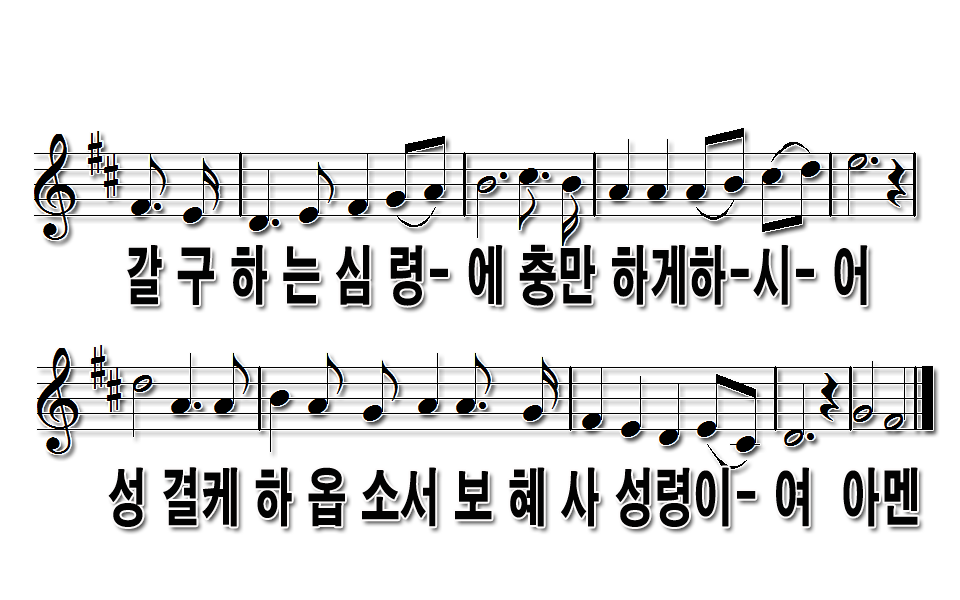 갈 구 하 는 심 령- 에 충만 하게하-시- 어
성 결케 하 옵 소서 보 혜 사 성령이- 여 아멘